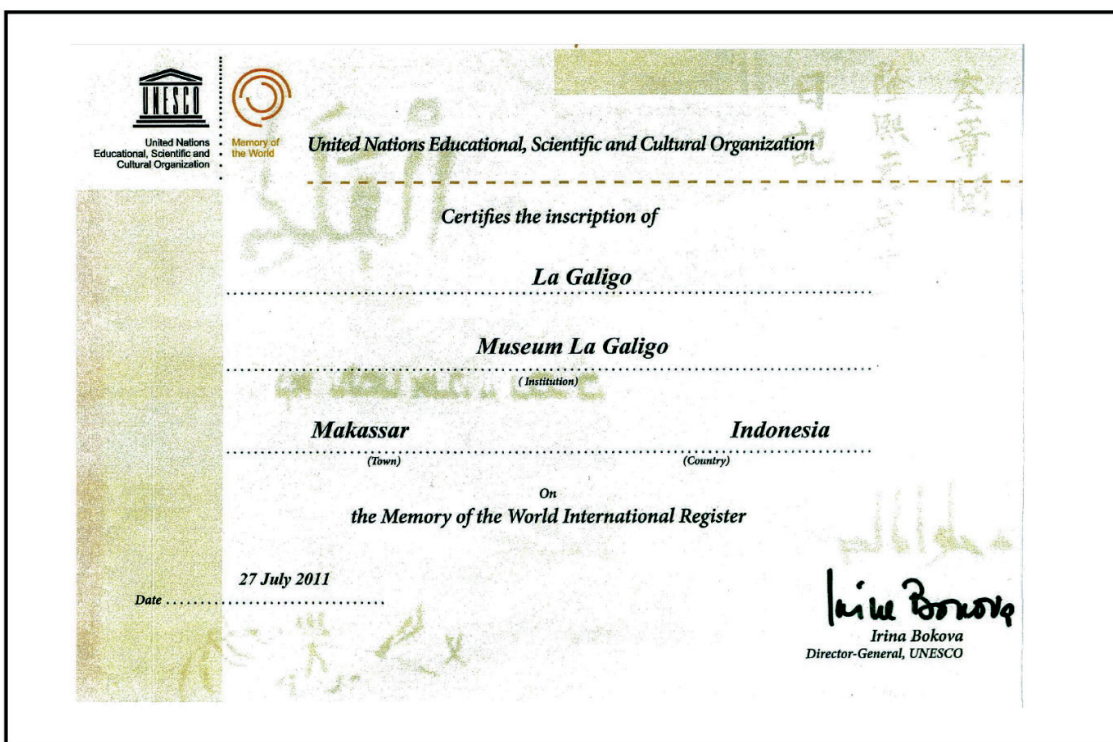 UNESCO
United Nations
Educational, Scientific and
Cultural Organization
Memory of
the World
United Nations Educational, Scientific and Cultural Organization
Certifies the inscription of
La Galigo
Museum La Galigo
( Institution)
Makassar Indonesia
(Town) (Country)
On
the Memory of the World International Register
27 July 2011
Date
Irina Bokova
Irina Bokova
Director-General, UNESCO
日記